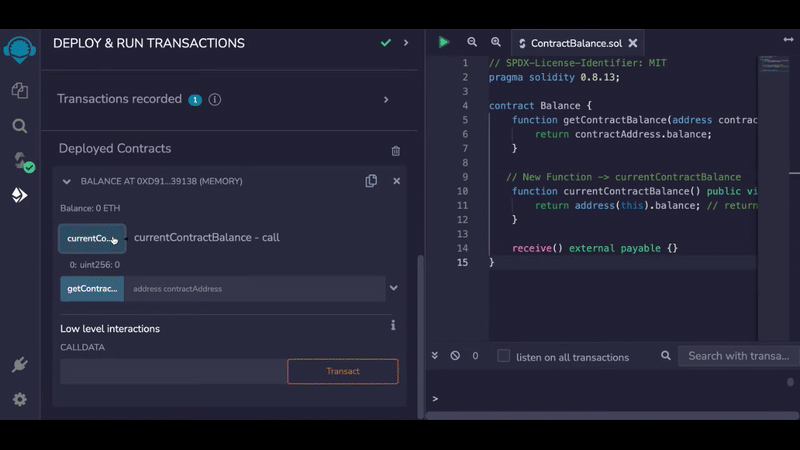 DEPLOY & RUN TRANSACTIONS
Transactions recorded 1 i
Deployed Contracts
BALANCE AT 0XD91...39138 (MEMORY)
Balance: 0 ETH
currentCo... currentContractBalance - call
0: uint256: 0
getContrac... address contractAddress
Low level interactions
CALLDATA
Transact
ContractBalance.sol
1 // SPDX-License-Identifier: MIT
2 pragma solidity 0.8.13;
3
4 contract Balance {
5 function getContractBalance(address contrac
6 return contractAddress.balance;
7 }
8
9 // New Function -> currentContractBalance
10 function currentContractBalance() public vi
11 return address(this).balance; // return
12 }
13
14 receive() external payable {}
15 }
0 listen on all transactions Search with transa...
>